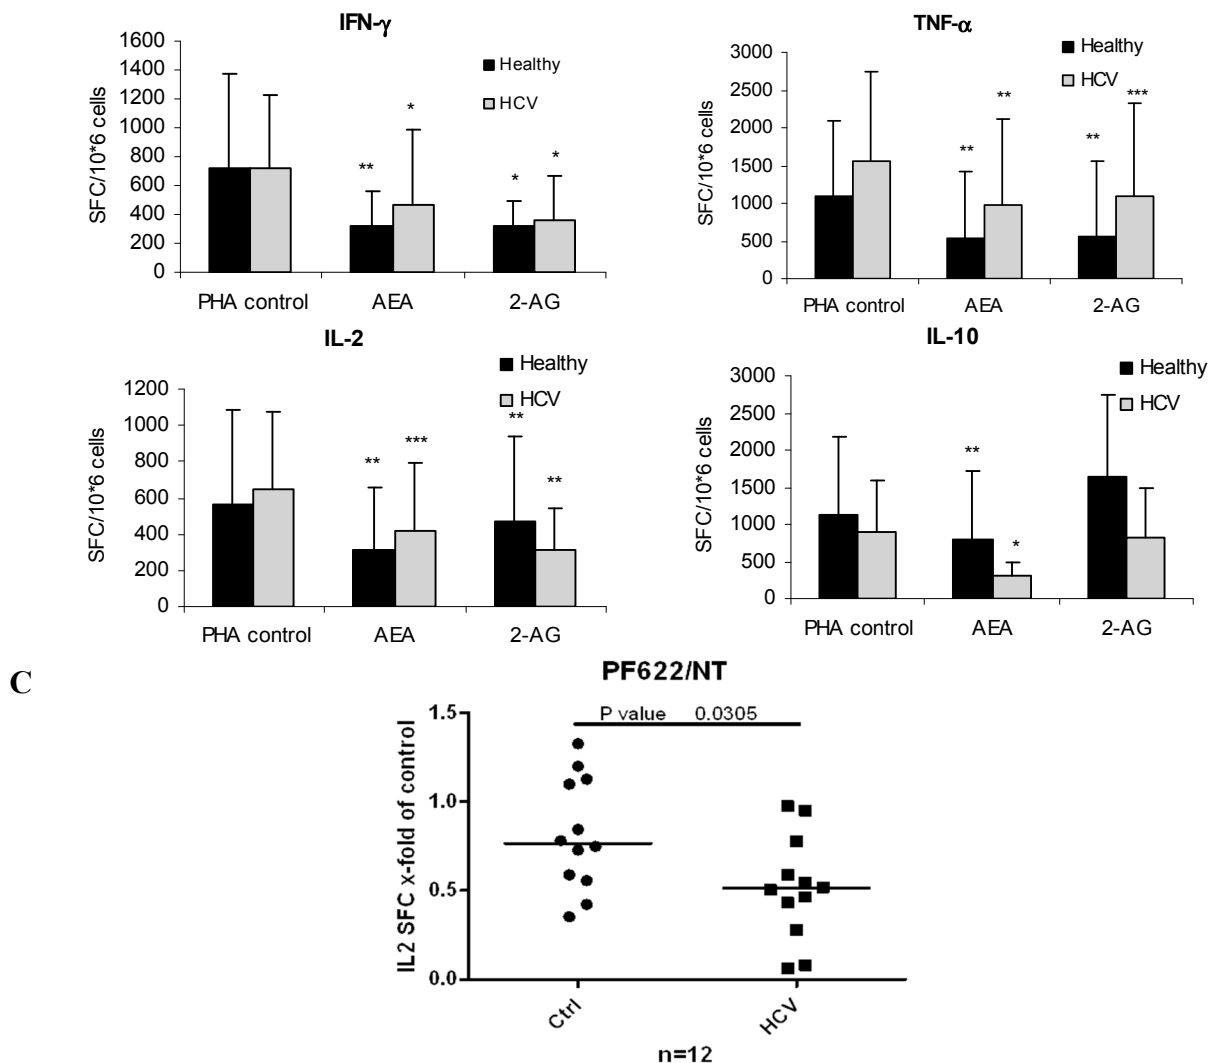 IFN-γ
1600
1400
1200
1000
800
600
400
200
0
SFC/10*6 cells
Healthy
HCV
**
*
*
*
PHA control
AEA
2-AG
TNF-α
3000
2500
2000
1500
1000
500
0
SFC/10*6 cells
Healthy
HCV
**
**
**
***
PHA control
AEA
2-AG
IL-2
1200
1000
800
600
400
200
0
SFC/10*6 cells
Healthy
HCV
**
***
**
**
PHA control
AEA
2-AG
IL-10
3000
2500
2000
1500
1000
500
0
SFC/10*6 cells
Healthy
HCV
**
*
PHA control
AEA
2-AG
C
PF622/NT
P value 0.0305
1.5
1.0
0.5
0.0
IL2 SFC x-fold of control
Ctrl
HCV
n=12